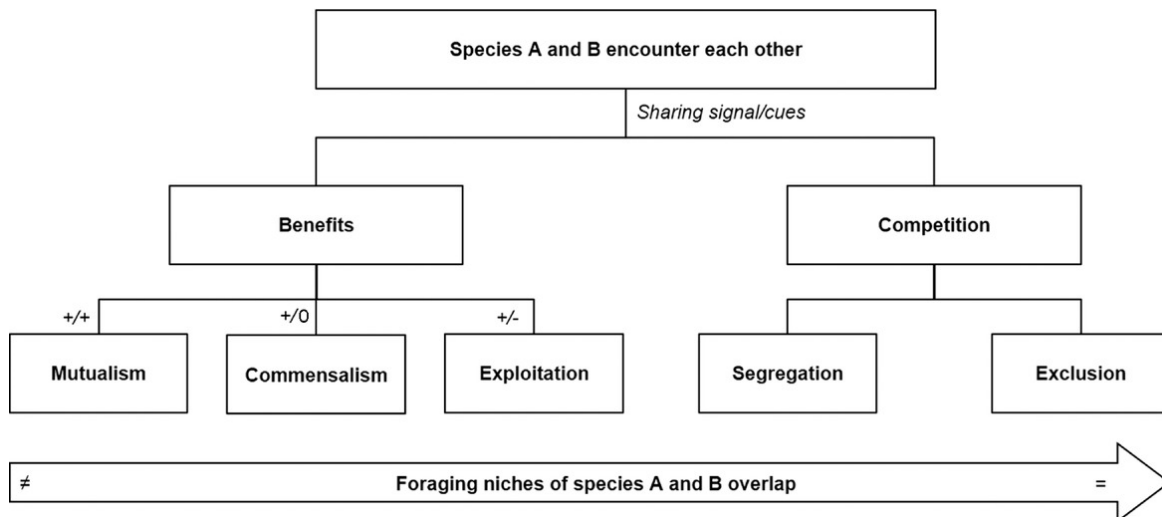 Species A and B encounter each other
Sharing signal/cues
Benefits
Competition
+/+
+/0
+/-
Mutualism
Commensalism
Exploitation
Segregation
Exclusion
≠ Foraging niches of species A and B overlap =